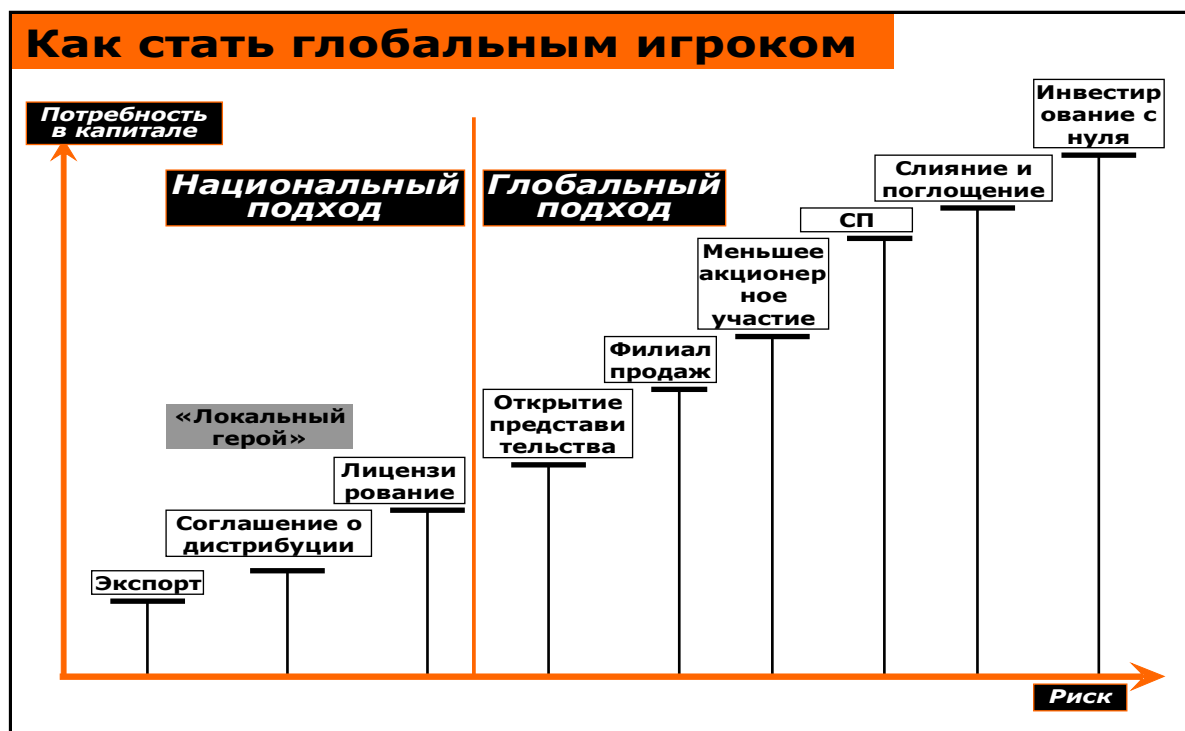 Как стать глобальным игроком
Потребность
в капитале
Национальный
подход
Глобальный
подход
«Локальный
герой»
Экспорт
Соглашение о
дистрибуции
Лицензи
рование
Открытие
представи
тельства
Филиал
продаж
Меньшее
акционер
ное
участие
СП
Слияние и
поглощение
Инвестир
ование с
нуля
Риск